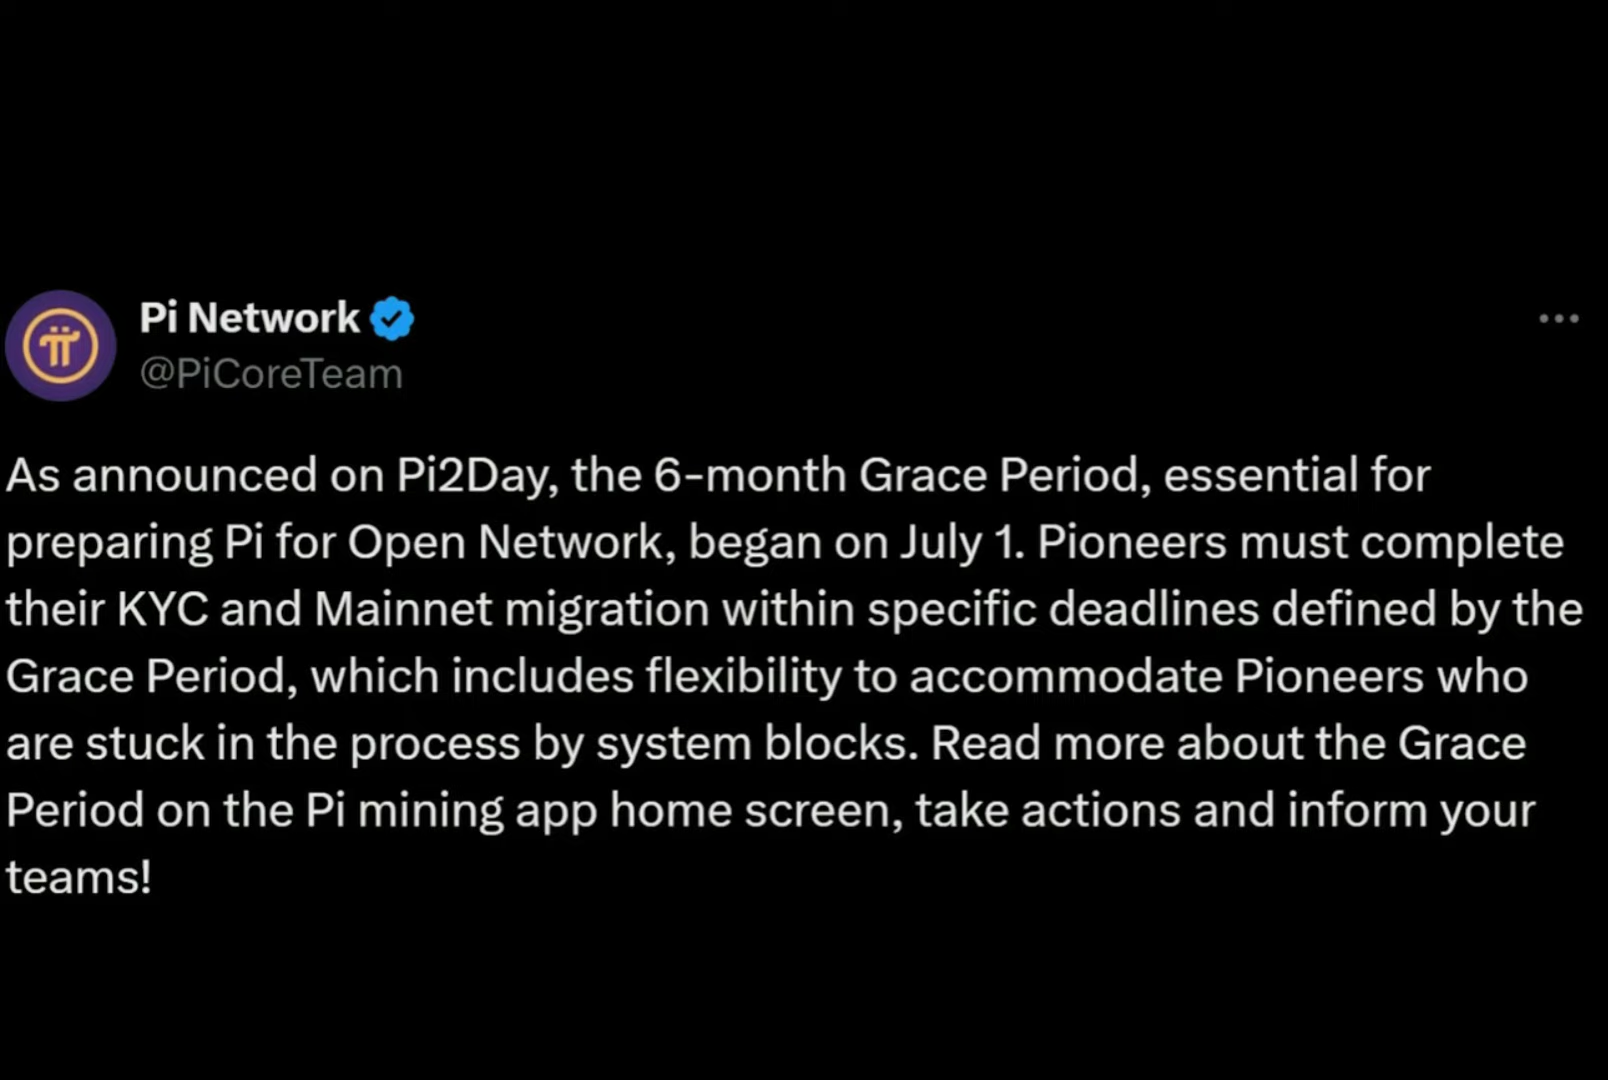 Pi Network
@PiCoreTeam
As announced on Pi2Day, the 6-month Grace Period, essential for
preparing Pi for Open Network, began on July 1. Pioneers must complete
their KYC and Mainnet migration within specific deadlines defined by the
Grace Period, which includes flexibility to accommodate Pioneers who
are stuck in the process by system blocks. Read more about the Grace
Period on the Pi mining app home screen, take actions and inform your
teams!